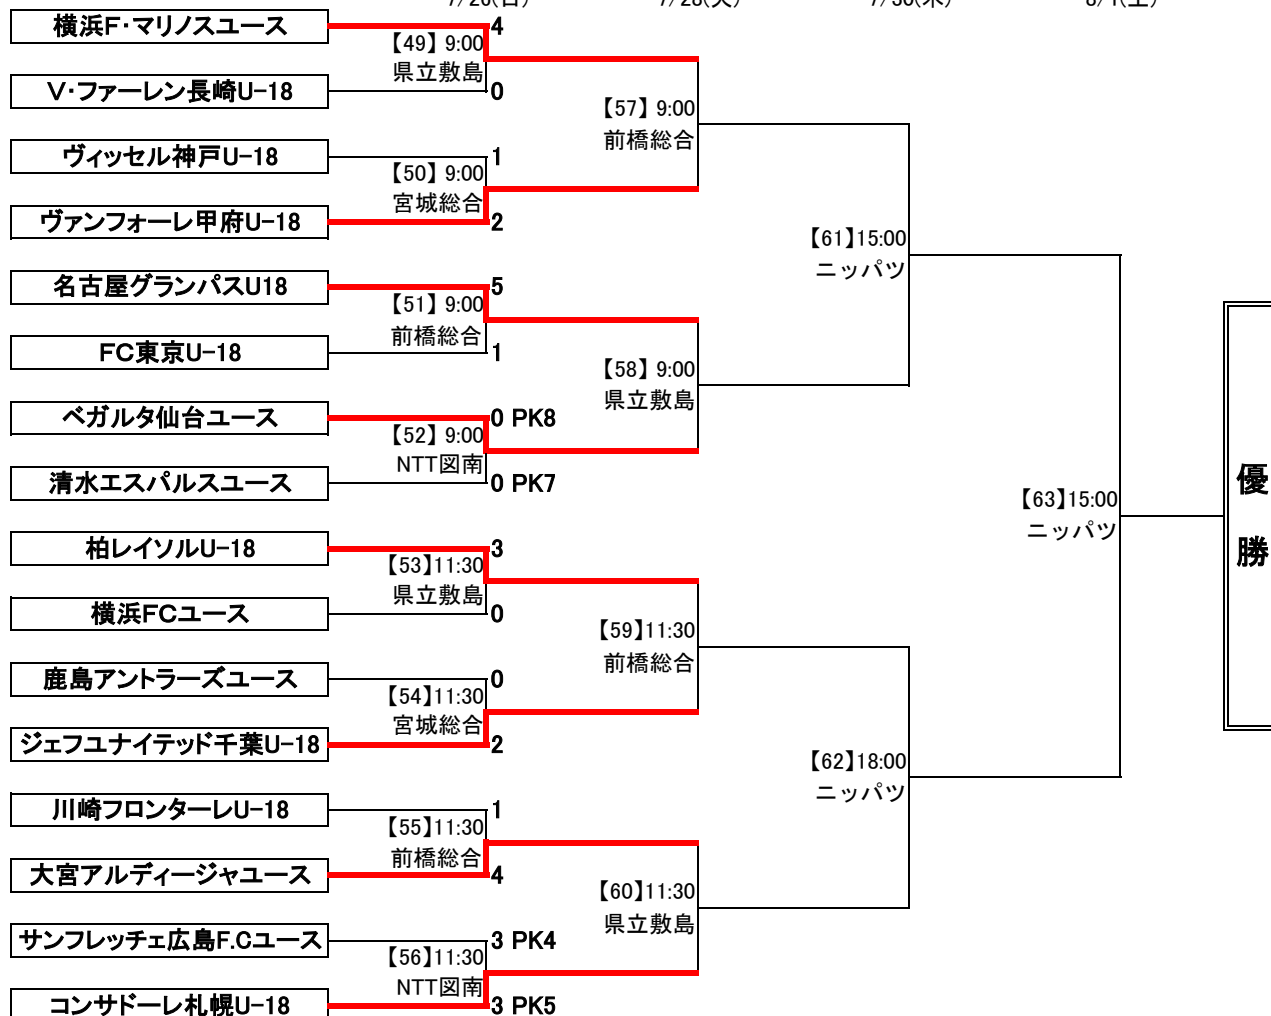 7/26(日) 7/28(火) 7/30(木) 8/1(土)
横浜F・マリノスユース 4
【49】 9:00
県立敷島
V・ファーレン長崎U-18 0
【57】 9:00
前橋総合
ヴィッセル神戸U-18 1
【50】 9:00
宮城総合
ヴァンフォーレ甲府U-18 2
【61】15:00
ニッパツ
名古屋グランパスU18 5
【51】 9:00
前橋総合
FC東京U-18 1
【58】 9:00
県立敷島
ベガルタ仙台ユース 0 PK8
【52】 9:00
NTT図南
清水エスパルスユース 0 PK7
【63】15:00
ニッパツ
優
勝
柏レイソルU-18 3
【53】11:30
県立敷島
横浜FCユース 0
【59】11:30
前橋総合
鹿島アントラーズユース 0
【54】11:30
宮城総合
ジェフユナイテッド千葉U-18 2
【62】18:00
ニッパツ
川崎フロンターレU-18 1
【55】11:30
前橋総合
大宮アルディージャユース 4
【60】11:30
県立敷島
サンフレッチェ広島F.Cユース 3 PK4
【56】11:30
NTT図南
コンサドーレ札幌U-18 3 PK5